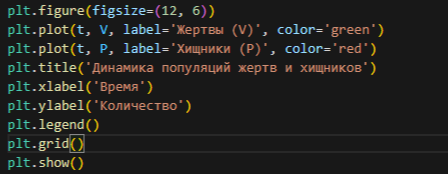 plt.figure(figsize=(12, 6))
plt.plot(t, V, label='Жертвы (V)', color='green')
plt.plot(t, P, label='Хищники (P)', color='red')
plt.title('Динамика популяций жертв и хищников')
plt.xlabel('Время')
plt.ylabel('Количество')
plt.legend()
plt.grid()
plt.show()